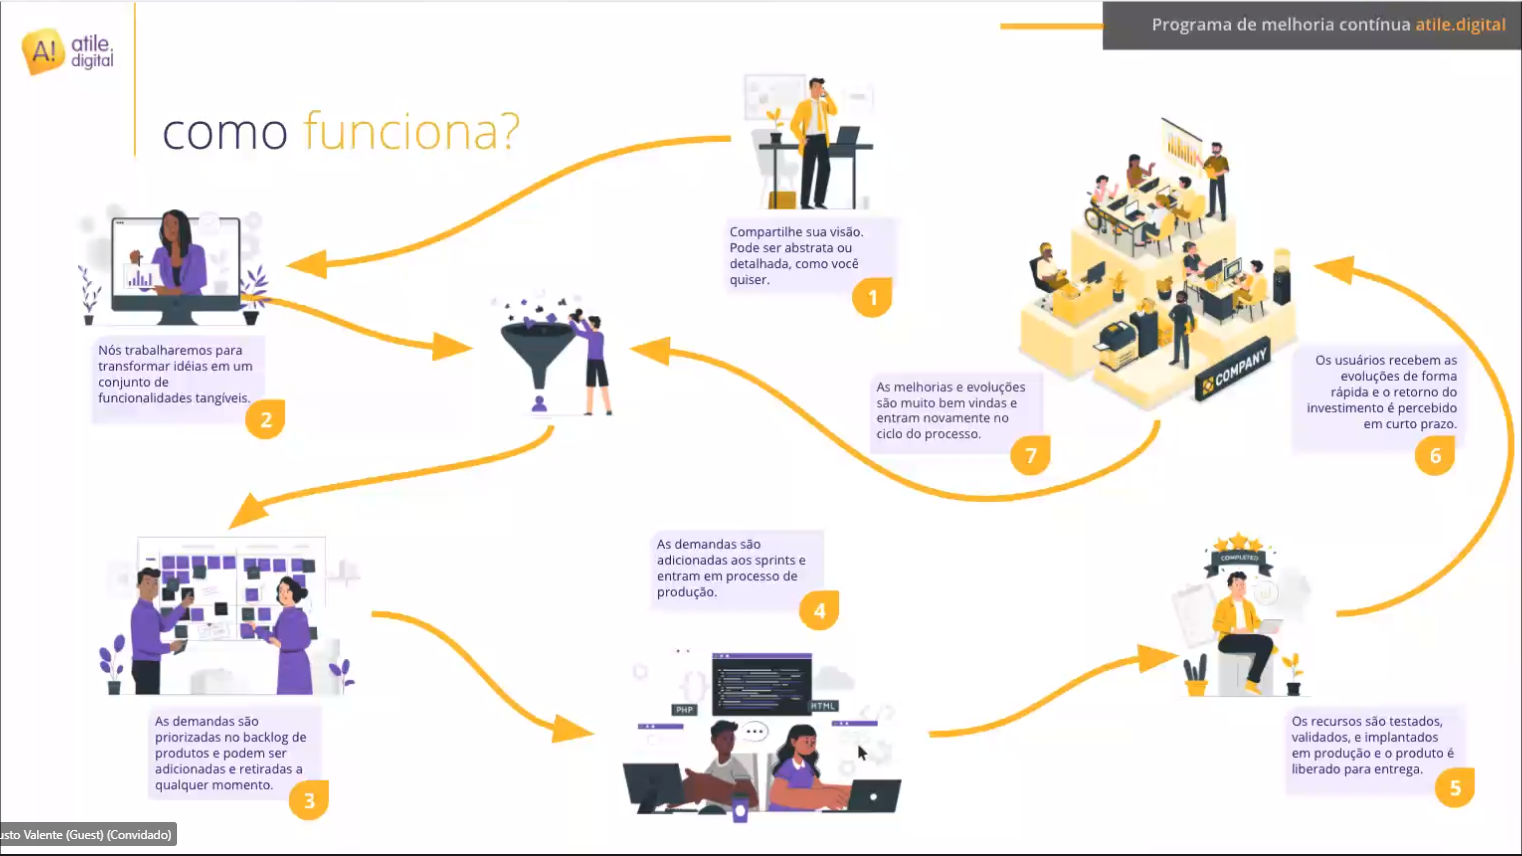 A! atile.
digital
Programa de melhoria contínua atile.digital
como funciona?
Compartilhe sua visão.
Pode ser abstrata ou
detalhada, como você
quiser.
1
Nós trabalharemos para
transformar idéias em um
conjunto de
funcionalidades tangíveis.
2
As demandas são
priorizadas no backlog de
produtos e podem ser
adicionadas e retiradas a
qualquer momento.
3
As demandas são
adicionadas aos sprints e
entram em processo de
produção.
4
PHP
HTML
COMPLETED
Os recursos são testados,
validados, e implantados
em produção e o produto é
liberado para entrega.
5
Os usuários recebem as
evoluções de forma
rápida e o retorno do
investimento é percebido
em curto prazo.
6
COMPANY
As melhorias e evoluções
são muito bem vindas e
entram novamente no
ciclo do processo.
7
usto Valente (Guest) (Convidado)